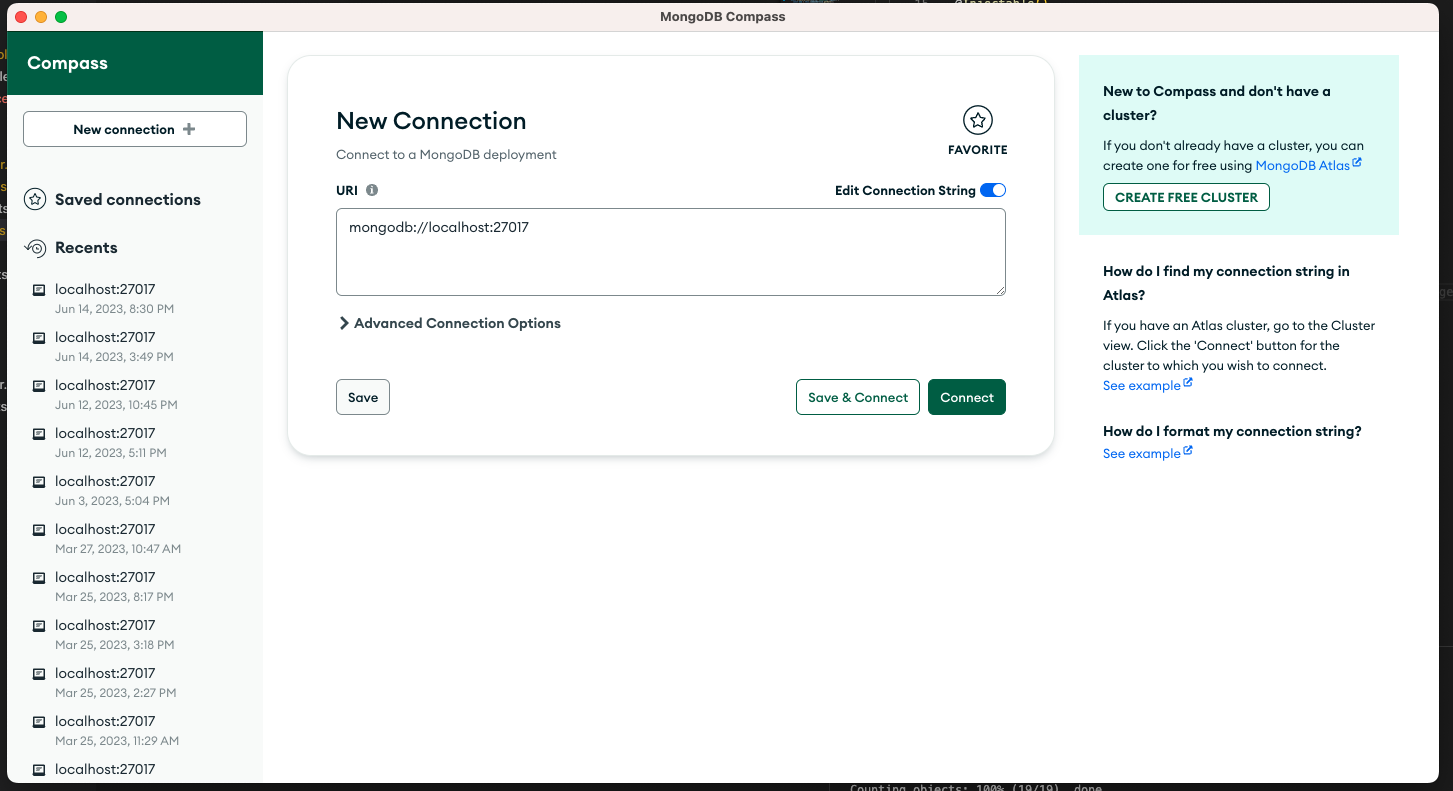 MongoDB Compass
Compass
New connection
Saved connections
Recents
localhost:27017
Jun 14, 2023, 8:30 PM
localhost:27017
Jun 14, 2023, 3:49 PM
localhost:27017
Jun 12, 2023, 10:45 PM
localhost:27017
Jun 12, 2023, 5:11 PM
localhost:27017
Jun 3, 2023, 5:04 PM
localhost:27017
Mar 27, 2023, 10:47 AM
localhost:27017
Mar 25, 2023, 8:17 PM
localhost:27017
Mar 25, 2023, 3:18 PM
localhost:27017
Mar 25, 2023, 2:27 PM
localhost:27017
Mar 25, 2023, 11:29 AM
localhost:27017
New Connection
Connect to a MongoDB deployment
FAVORITE
URI
Edit Connection String
mongodb://localhost:27017
Advanced Connection Options
Save
Save & Connect
Connect
New to Compass and don't have a
cluster?
If you don't already have a cluster, you can
create one for free using MongoDB Atlas
CREATE FREE CLUSTER
How do I find my connection string in
Atlas?
If you have an Atlas cluster, go to the Cluster
view. Click the 'Connect' button for the
cluster to which you wish to connect.
See example
How do I format my connection string?
See example
Counting objects: 100% (19/19), done